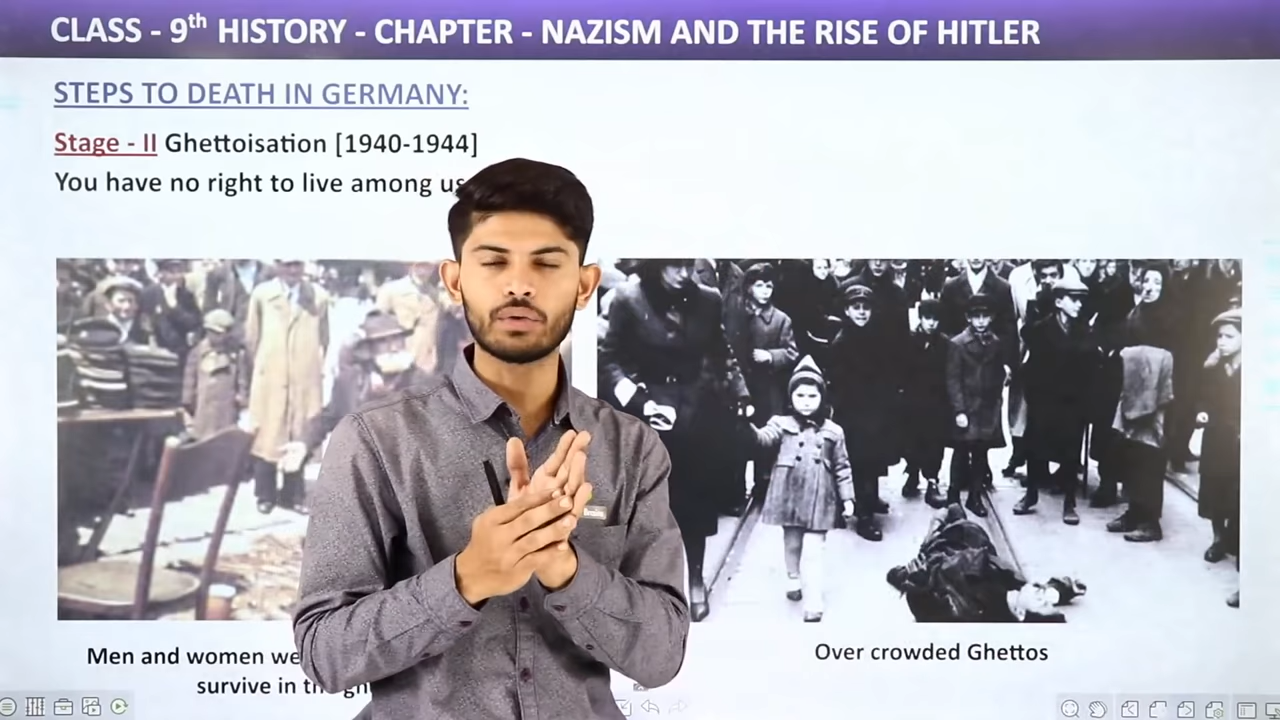 CLASS - 9th HISTORY - CHAPTER - NAZISM AND THE RISE OF HITLER
STEPS TO DEATH IN GERMANY:
Stage - II Ghettoisation [1940-1944]
You have no right to live among us
Men and women we
survive in
Over crowded Ghettos